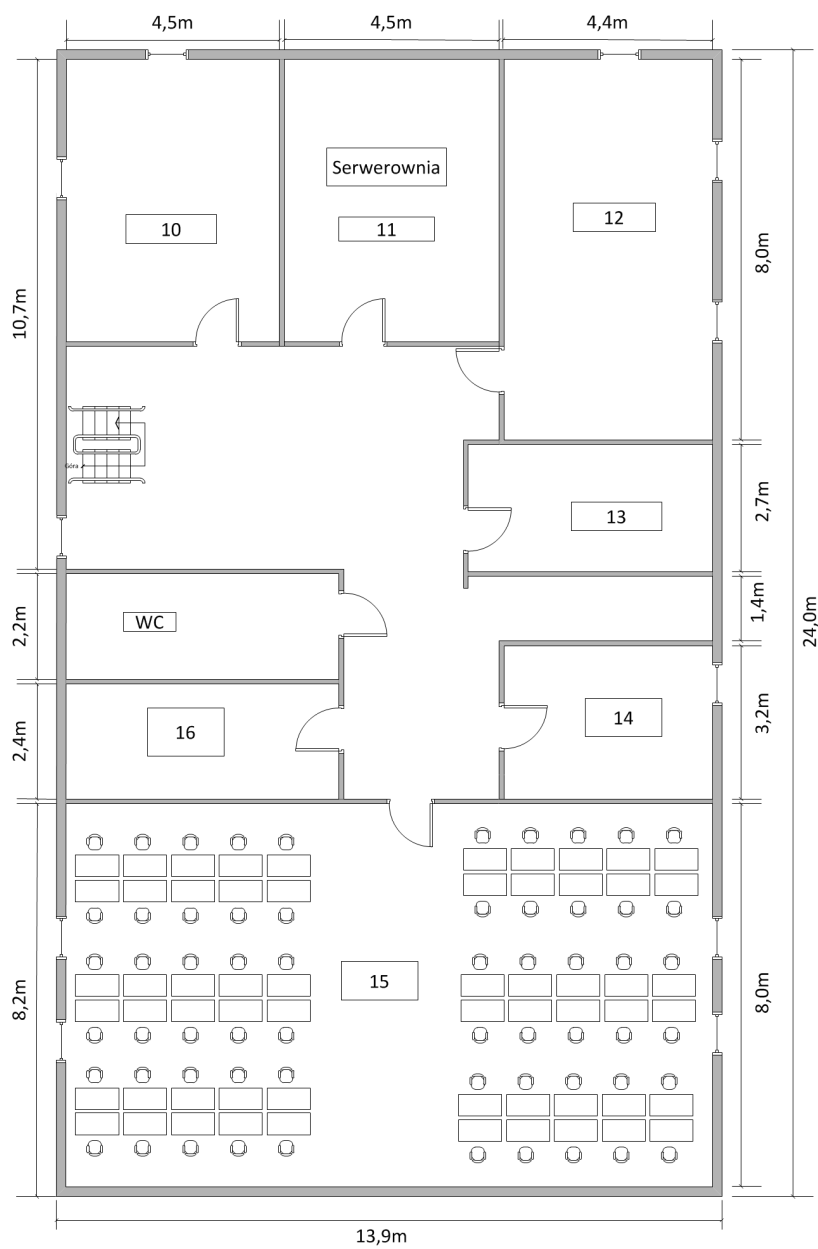 4,5m
4,5m
4,4m
Serwerownia
10
11
12
8,0m
10,7m
Góra
13
2,7m
WC
2,2m
1,4m
24,0m
16
14
2,4m
3,2m
15
8,2m
8,0m
13,9m